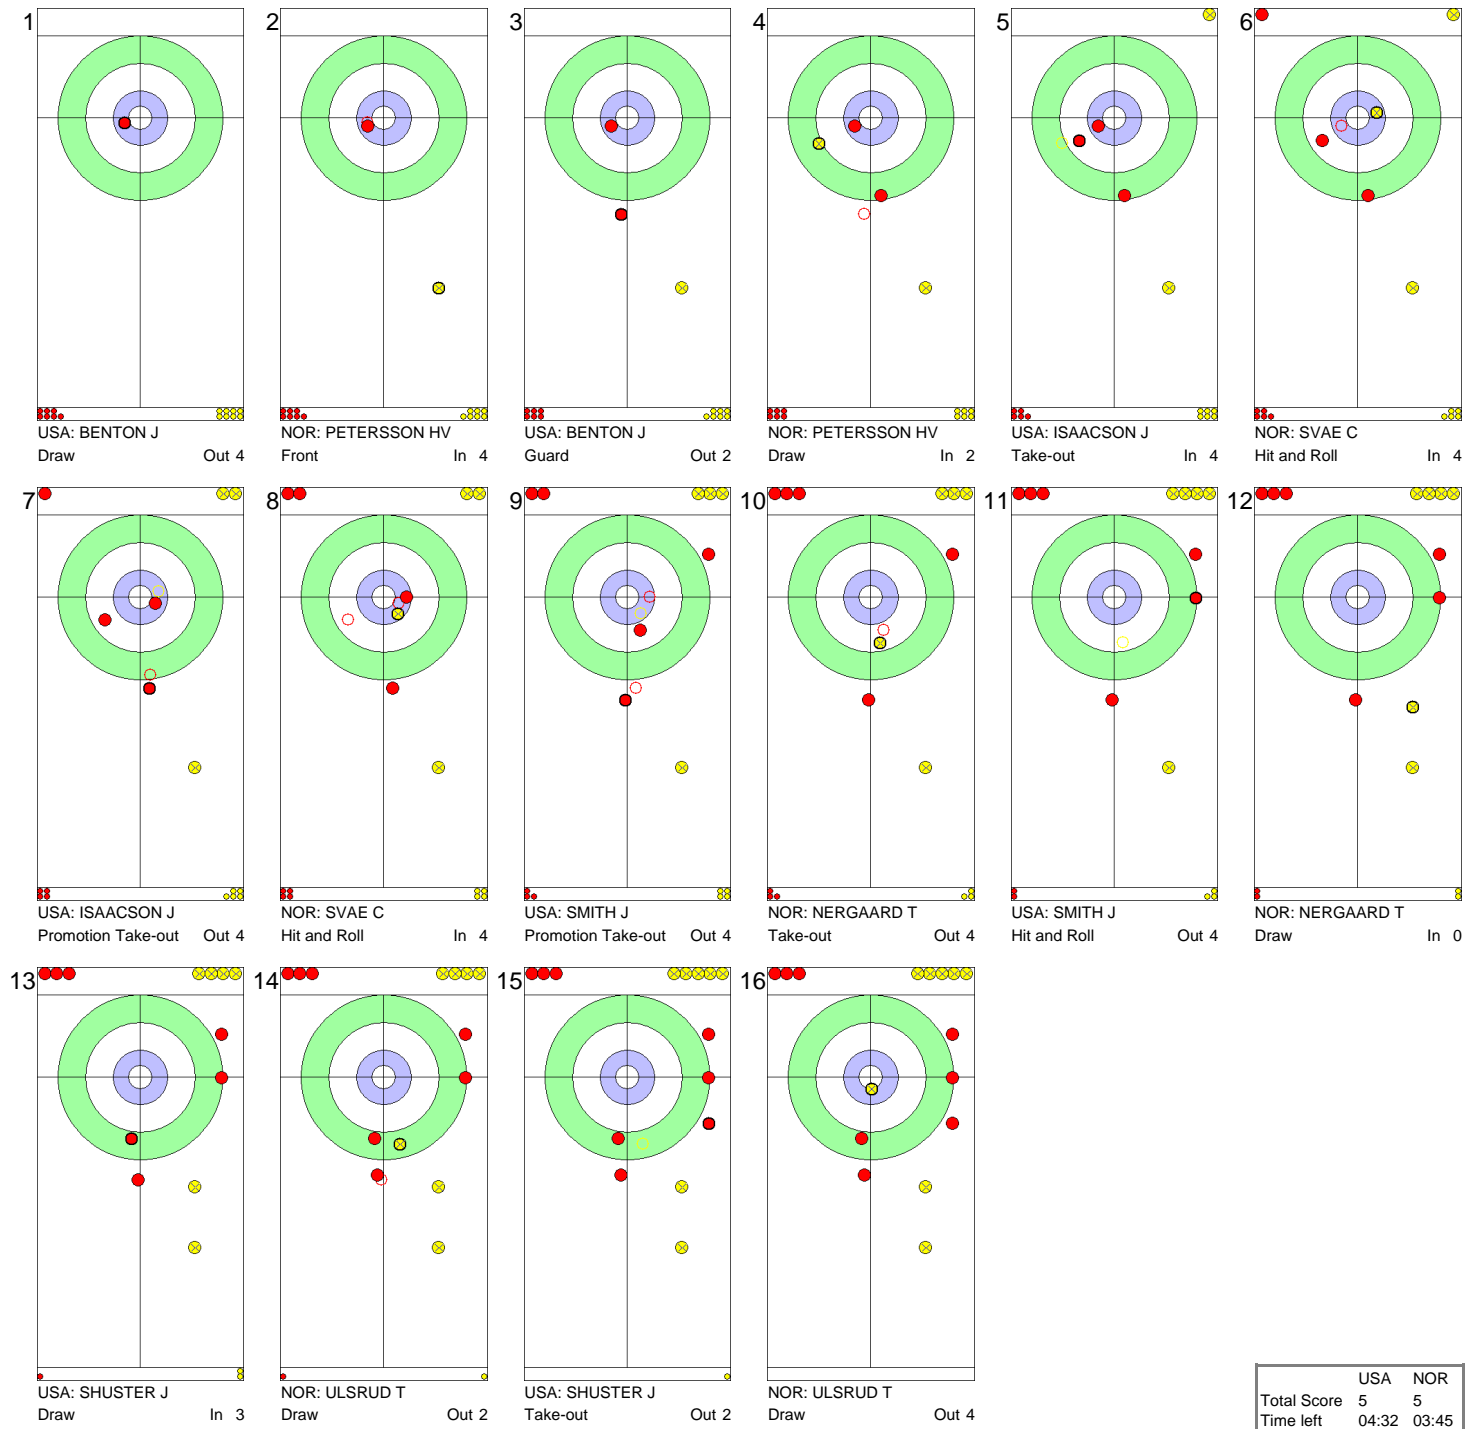 1 2 3 4 5 6
USA: BENTON J NOR: PETERSSON HV USA: BENTON J NOR: PETERSSON HV USA: ISAACSON J NOR: SVAE C
Draw Out 4 Front In 4 Guard Out 2 Draw In 2 Take-out In 4 Hit and Roll In 4
7 8 9 10 11 12
USA: ISAACSON J NOR: SVAE C USA: SMITH J NOR: NERGAARD T USA: SMITH J NOR: NERGAARD T
Promotion Take-out Out 4 Hit and Roll In 4 Promotion Take-out Out 4 Take-out Out 4 Hit and Roll Out 4 Draw In 0
13 14 15 16
USA: SHUSTER J NOR: ULSRUD T USA: SHUSTER J NOR: ULSRUD T
Draw In 3 Draw Out 2 Take-out Out 2 Draw Out 4
USA NOR
Total Score 5 5
Time left 04:32 03:45